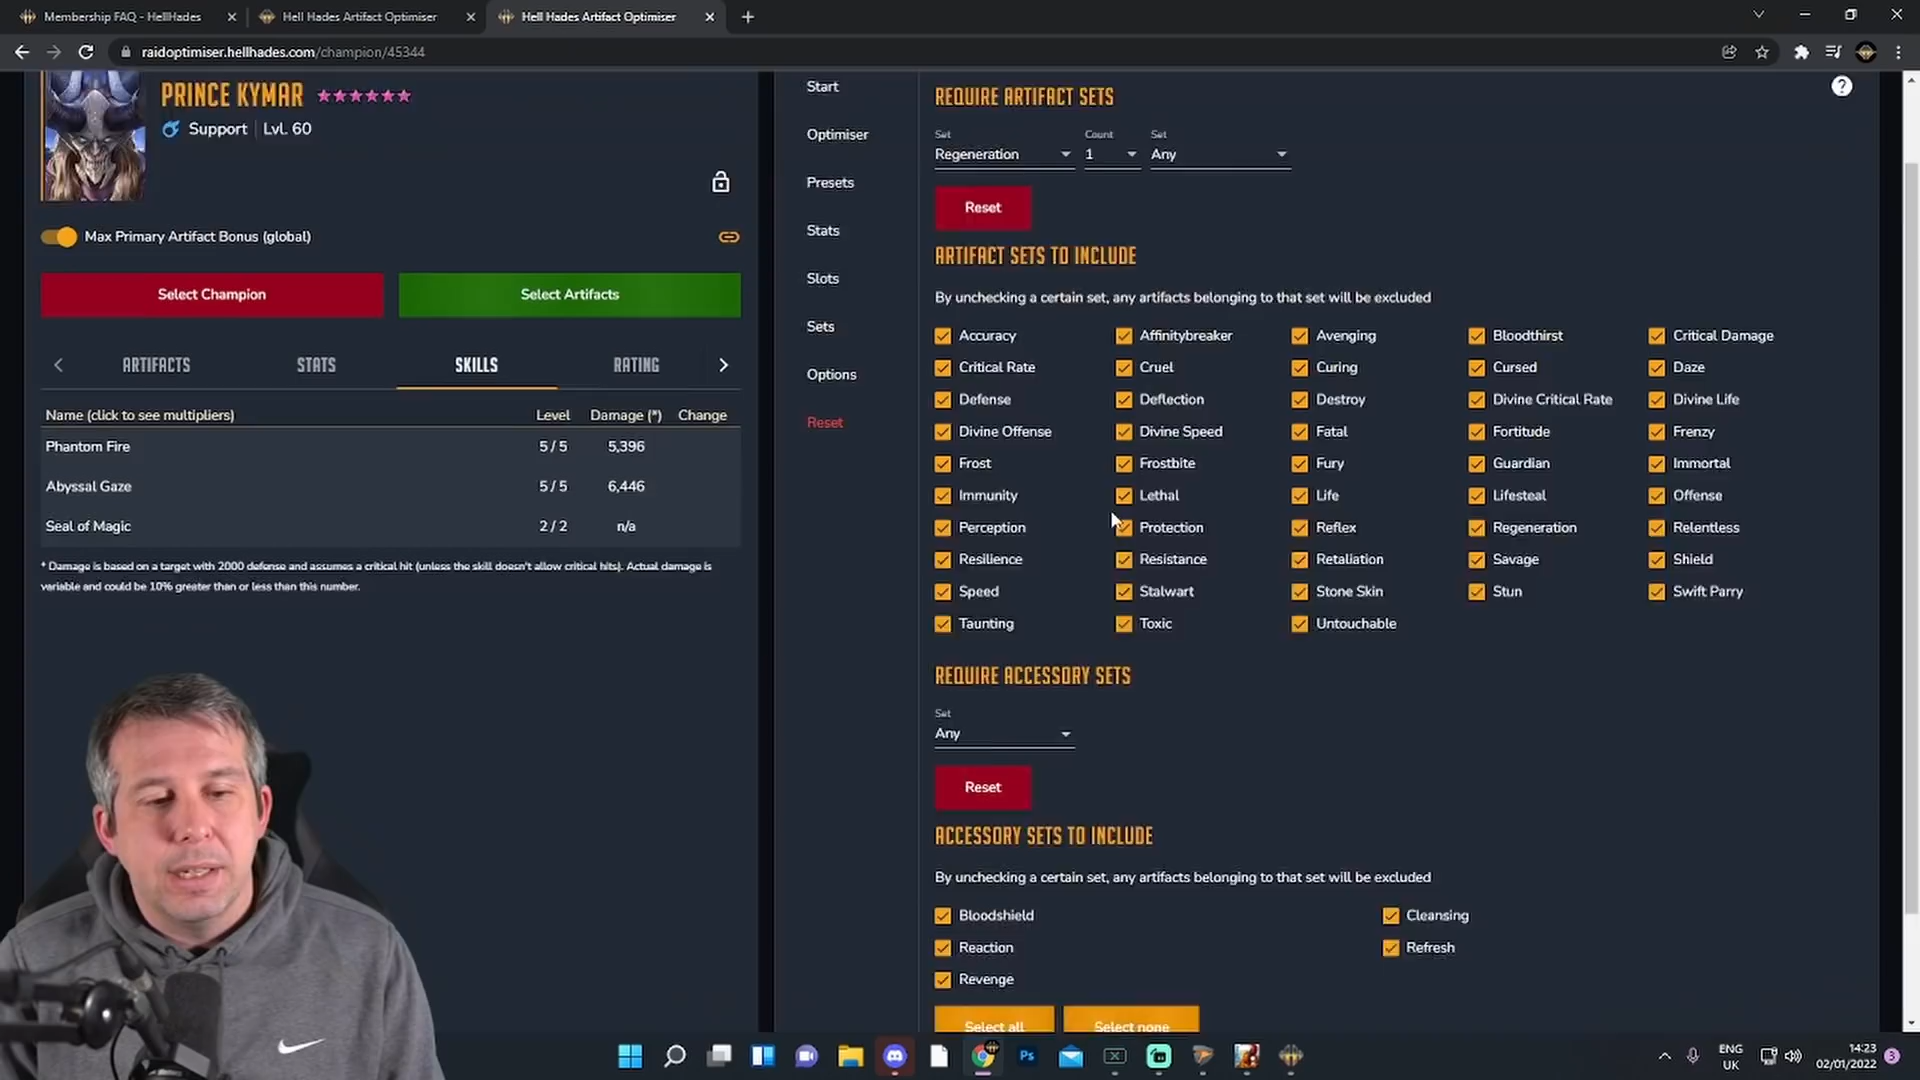 Membership FAQ - HellHades
Hell Hades Artifact Optimiser
Hell Hades Artifact Optimiser
raidoptimiser.hellhades.com/champion/45344
PRINCE KYMAR
Support Lvl. 60
Max Primary Artifact Bonus (global)
Select Champion Select Artifacts
ARTIFACTS STATS SKILLS RATING
Name (click to see multipliers) Level Damage (*) Change
Phantom Fire 5 / 5 5,396
Abyssal Gaze 5 / 5 6,446
Seal of Magic 2 / 2 n/a
* Damage is based on a target with 2000 defense and assumes a critical hit (unless the skill doesn't allow critical hits). Actual damage is
variable and could be 10% greater than or less than this number.
Start
Optimiser
Presets
Stats
Slots
Sets
Options
Reset
REQUIRE ARTIFACT SETS
?
Set Count Set
Regeneration 1 Any
Reset
ARTIFACT SETS TO INCLUDE
By unchecking a certain set, any artifacts belonging to that set will be excluded
Accuracy Affinitybreaker Avenging Bloodthirst Critical Damage
Critical Rate Cruel Curing Cursed Daze
Defense Deflection Destroy Divine Critical Rate Divine Life
Divine Offense Divine Speed Fatal Fortitude Frenzy
Frost Frostbite Fury Guardian Immortal
Immunity Lethal Life Lifesteal Offense
Perception Protection Reflex Regeneration Relentless
Resilience Resistance Retaliation Savage Shield
Speed Stalwart Stone Skin Stun Swift Parry
Taunting Toxic Untouchable
REQUIRE ACCESSORY SETS
Set
Any
Reset
ACCESSORY SETS TO INCLUDE
By unchecking a certain set, any artifacts belonging to that set will be excluded
Bloodshield Cleansing
Reaction Refresh
Revenge
Select all Select none
Ps
ENG
UK
14:23
02/01/2022
3